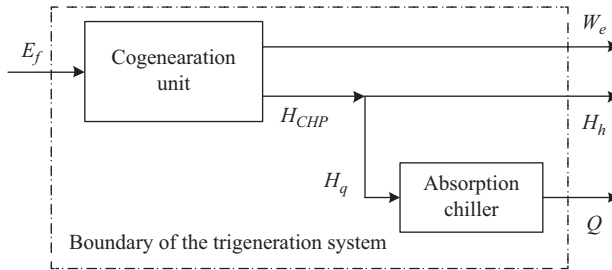 W_e
E_f
Cogenearation
unit
H_CHP
H_h
H_q
Absorption
chiller
Q
Boundary of the trigeneration system